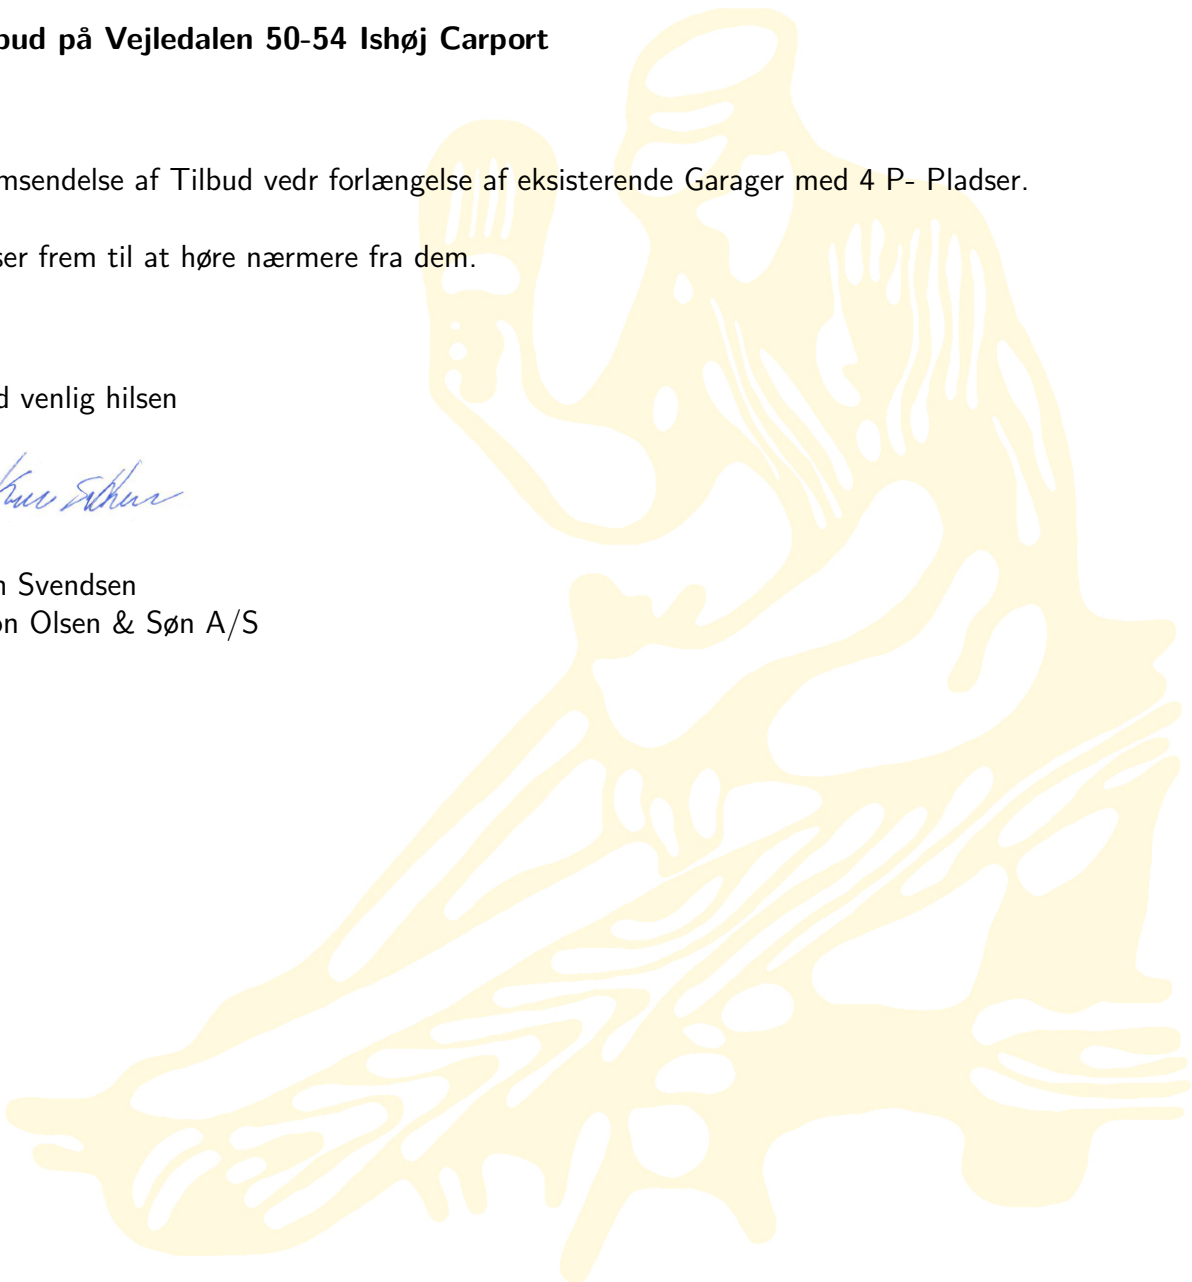 bud på Vejledalen 50-54 Ishøj Carport
msendelse af Tilbud vedr forlængelse af eksisterende Garager med 4 P- Pladser.
ser frem til at høre nærmere fra dem.
d venlig hilsen
n Svendsen
on Olsen & Søn A/S